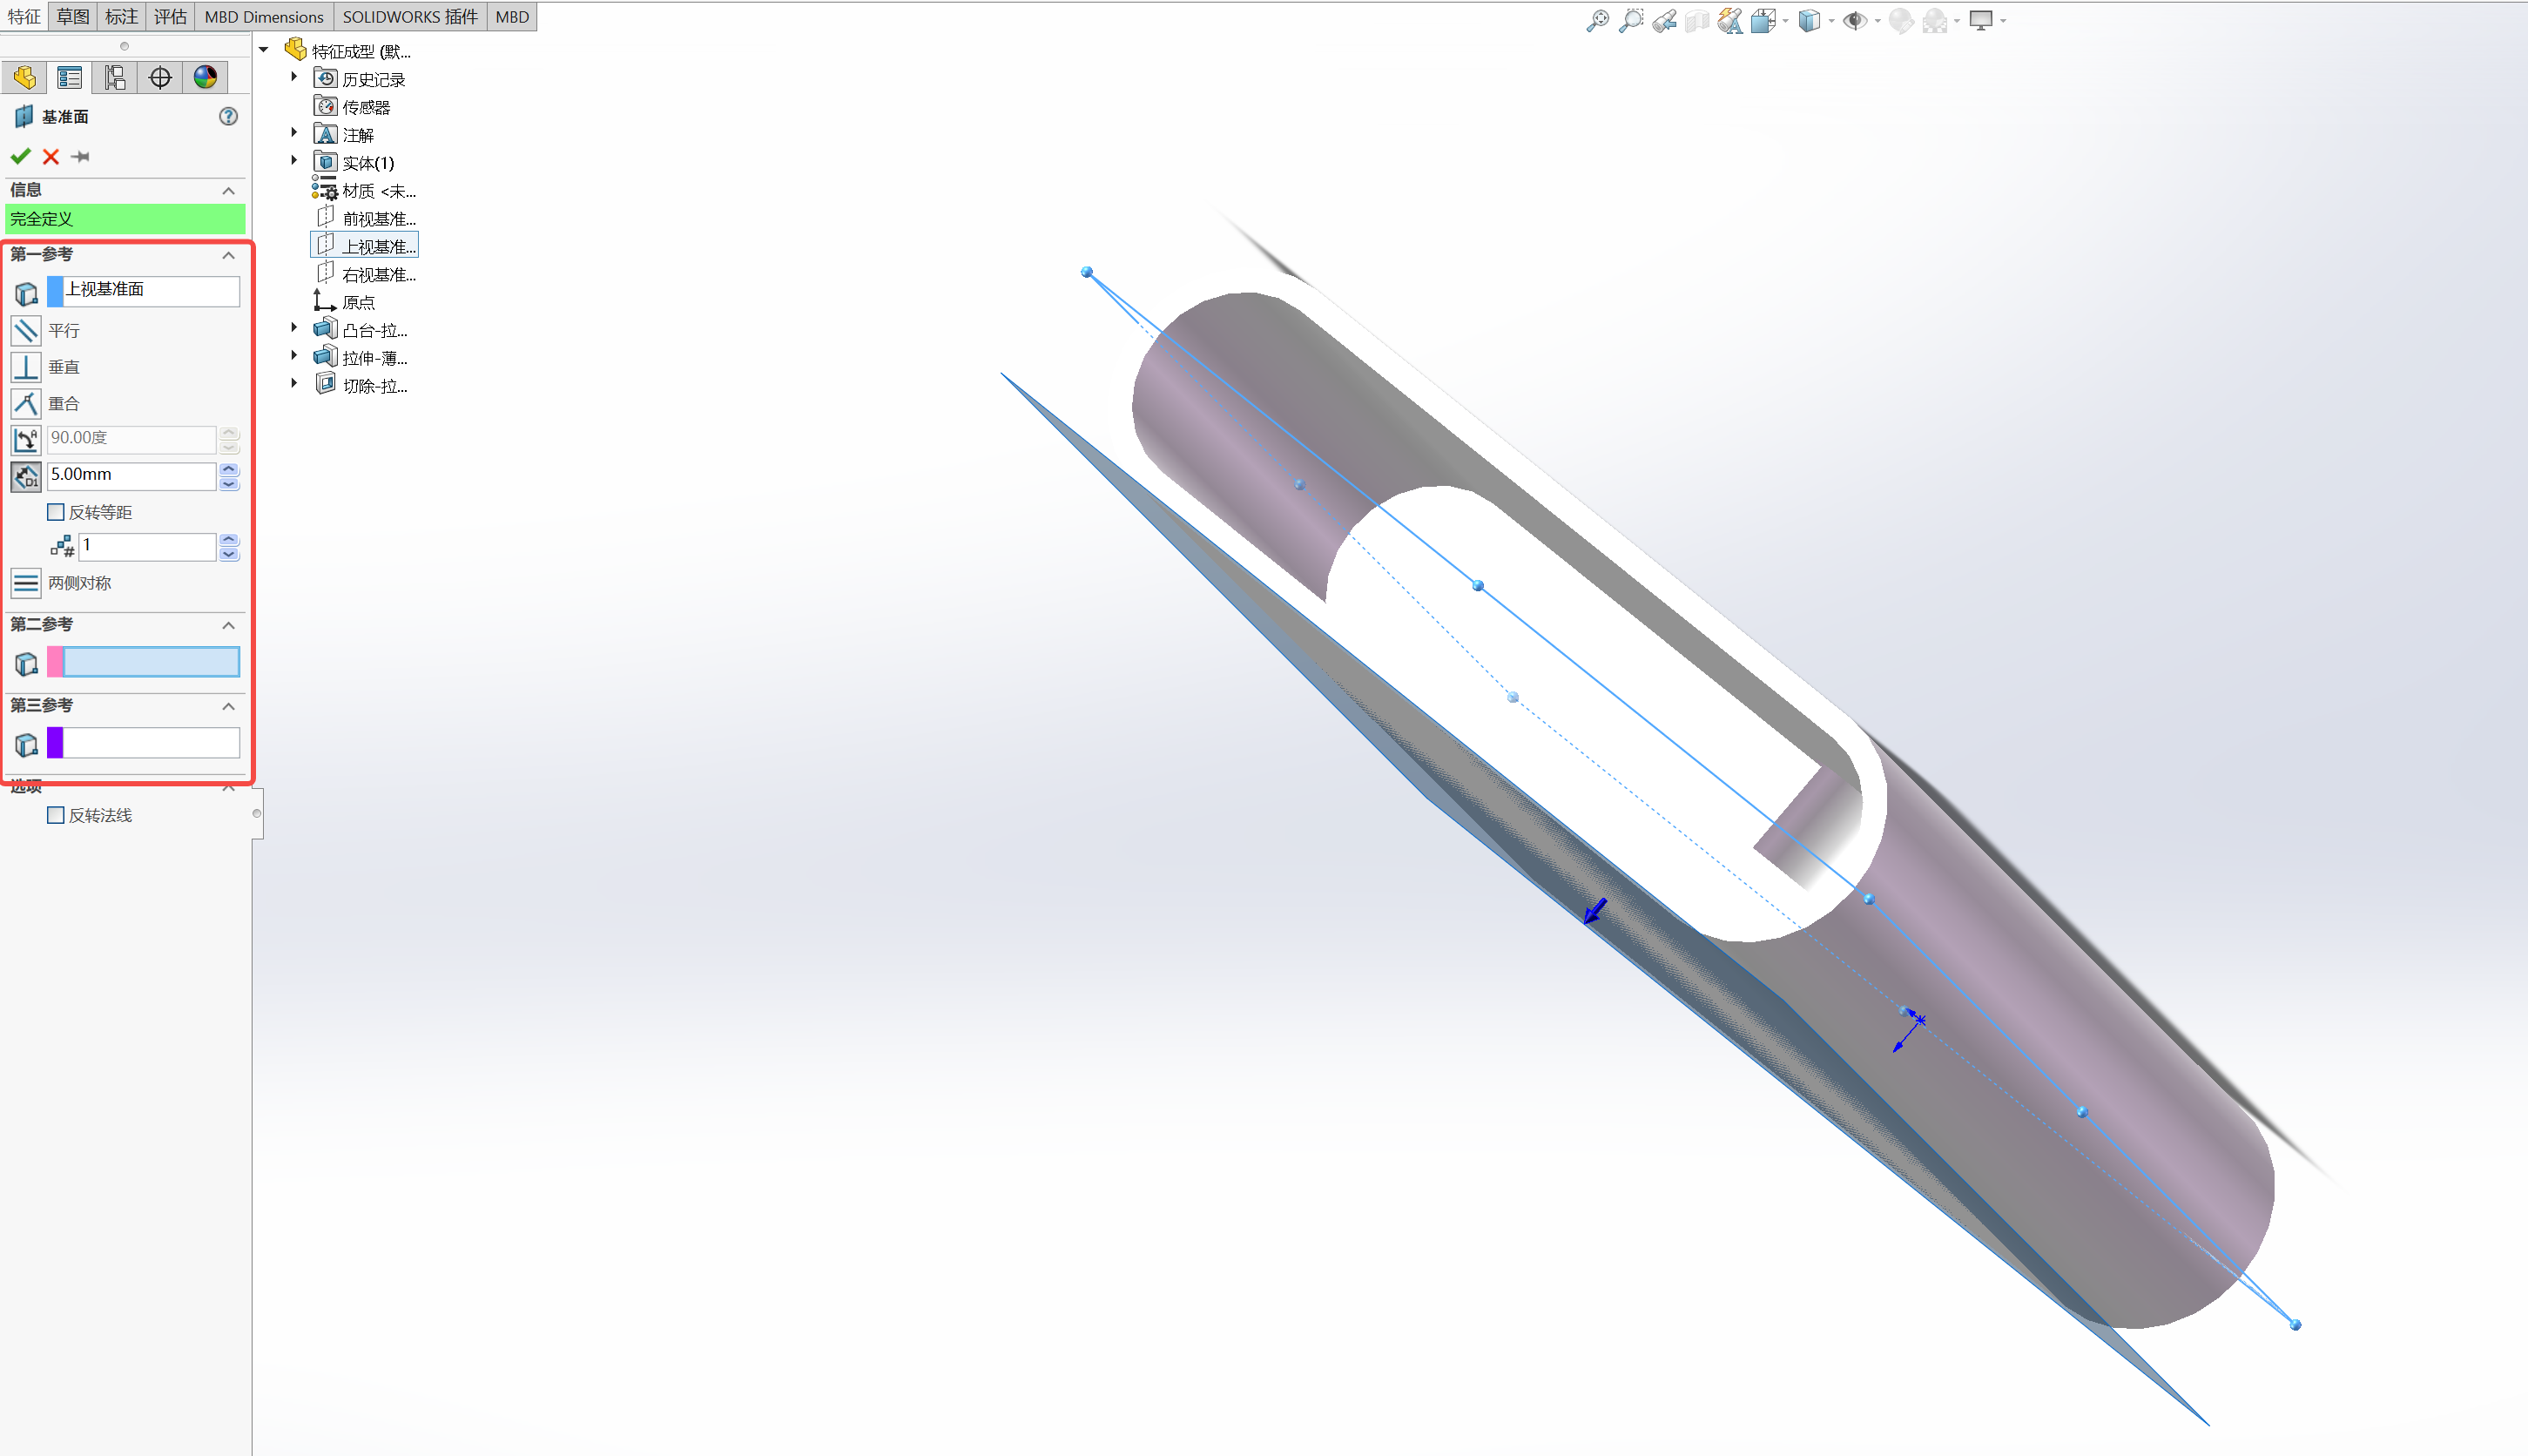 特征 草图 标注 评估 MBD Dimensions SOLIDWORKS 插件 MBD
特征成型 (默...
历史记录
传感器
注解
实体(1)
材质 <未...
前视基准...
上视基准...
右视基准...
原点
凸台-拉...
拉伸-薄...
切除-拉...
基准面
信息
完全定义
第一参考
上视基准面
平行
垂直
重合
90.00度
5.00mm
反转等距
1
两侧对称
第二参考
第三参考
选项
反转法线